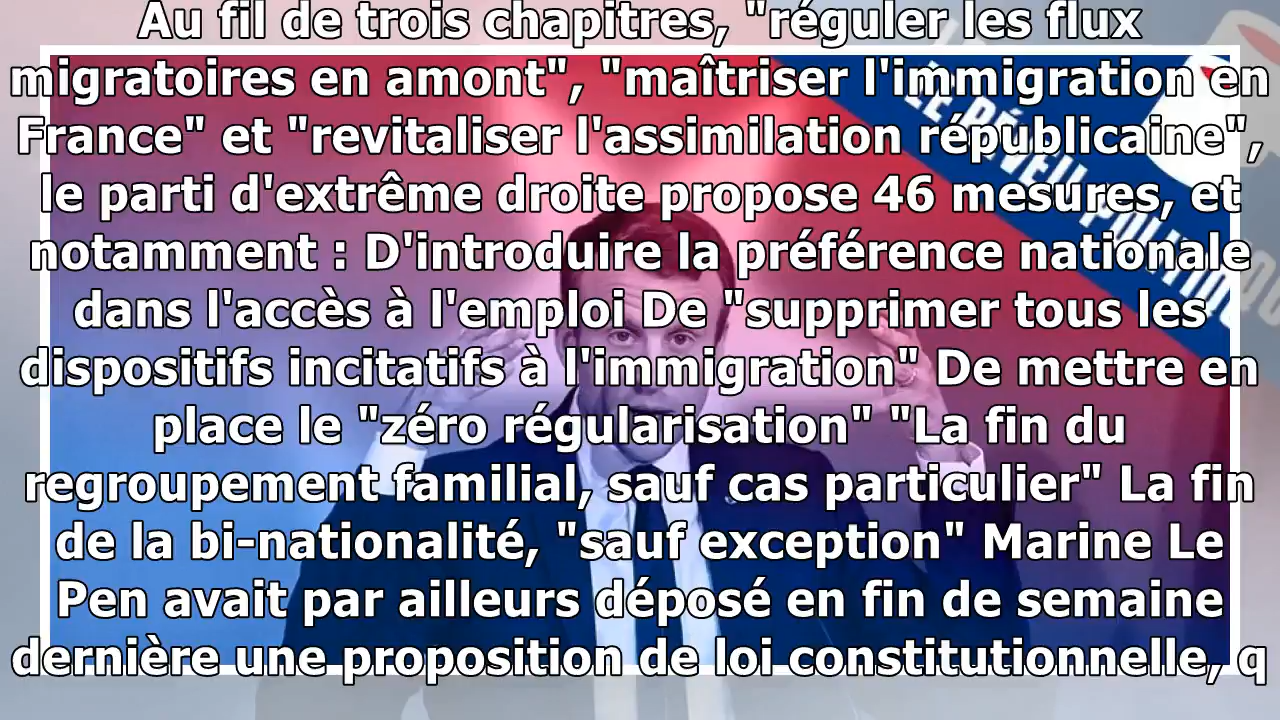 Au fil de trois chapitres, "réguler les flux
migratoires en amont", "maîtriser l'immigration en
France" et "revitaliser l'assimilation républicaine",
le parti d'extrême droite propose 46 mesures, et
notamment : D'introduire la préférence nationale
dans l'accès à l'emploi De "supprimer tous les
dispositifs incitatifs à l'immigration" De mettre en
place le "zéro régularisation" "La fin du
regroupement familial, sauf cas particulier" La fin
de la bi-nationalité, "sauf exception" Marine Le
Pen avait par ailleurs déposé en fin de semaine
dernière une proposition de loi constitutionnelle, q
LE RÉVEIL POLITIQUE